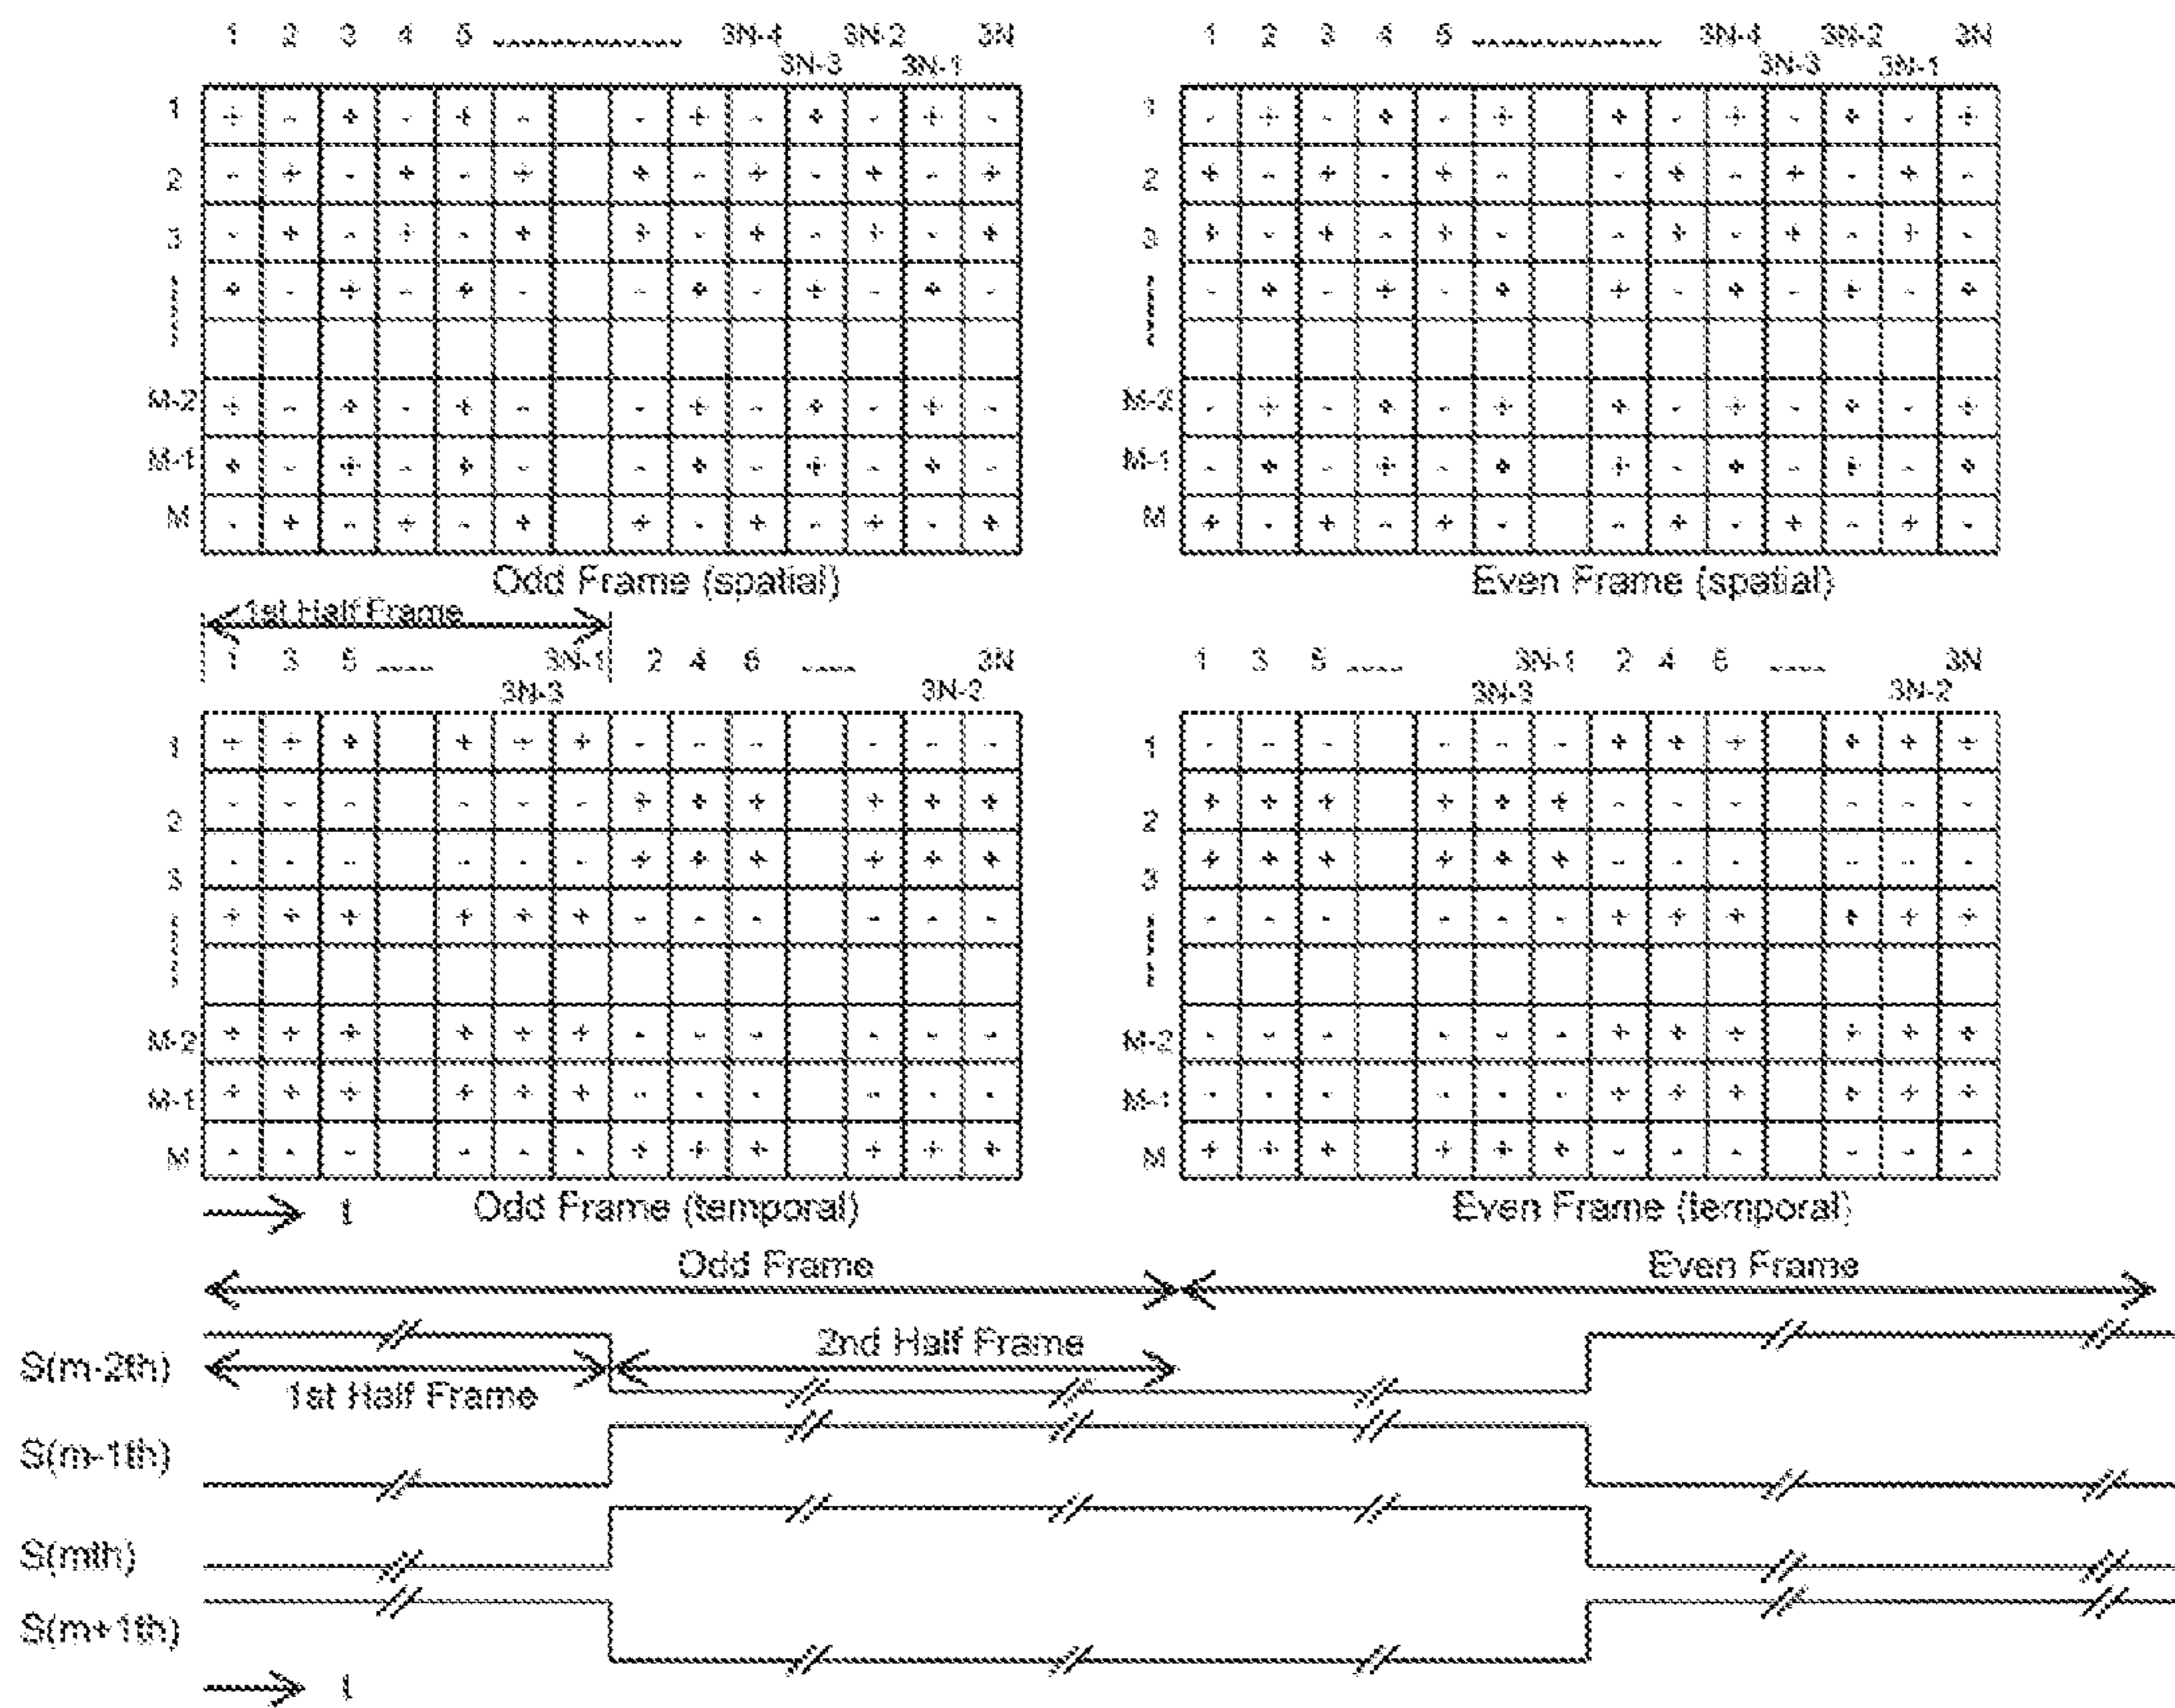 1 2 3 4 5 3N-4 3N-2 3N
3N-3 3N-1
1 + - + - + - - + - + - + -
2 - + - + - + + - + - + - +
3 - + - + - + + - + - + - +
+ - + - + - - + - + - + -
M-2 + - + - + - - + - + - + -
M-1 + - + - + - - + - + - + -
M - + - + - + + - + - + - +
Odd Frame (spatial)
1 2 3 4 5 3N-4 3N-2 3N
3N-3 3N-1
1 - + - + - + + - + - + - +
2 + - + - + - - + - + - + -
3 + - + - + - - + - + - + -
- + - + - + + - + - + - +
M-2 - + - + - + + - + - + - +
M-1 - + - + - + + - + - + - +
M + - + - + - - + - + - + -
Even Frame (spatial)
1st Half Frame
1 3 5 3N-1 2 4 6 3N
3N-3 3N-2
1 + + + + + + - - - - - -
2 - - - - - - + + + + + +
3 - - - - - - + + + + + +
+ + + + + + - - - - - -
M-2 + + + + + + - - - - - -
M-1 + + + + + + - - - - - -
M - - - - - - + + + + + +
t
Odd Frame (temporal)
1 3 5 3N-1 2 4 6 3N
3N-3 3N-2
1 - - - - - - + + + + + +
2 + + + + + + - - - - - -
3 + + + + + + - - - - - -
- - - - - - + + + + + +
M-2 - - - - - - + + + + + +
M-1 - - - - - - + + + + + +
M + + + + + + - - - - - -
Even Frame (temporal)
Odd Frame
Even Frame
S(m-2th)
1st Half Frame
2nd Half Frame
S(m-1th)
S(mth)
S(m+1th)
t